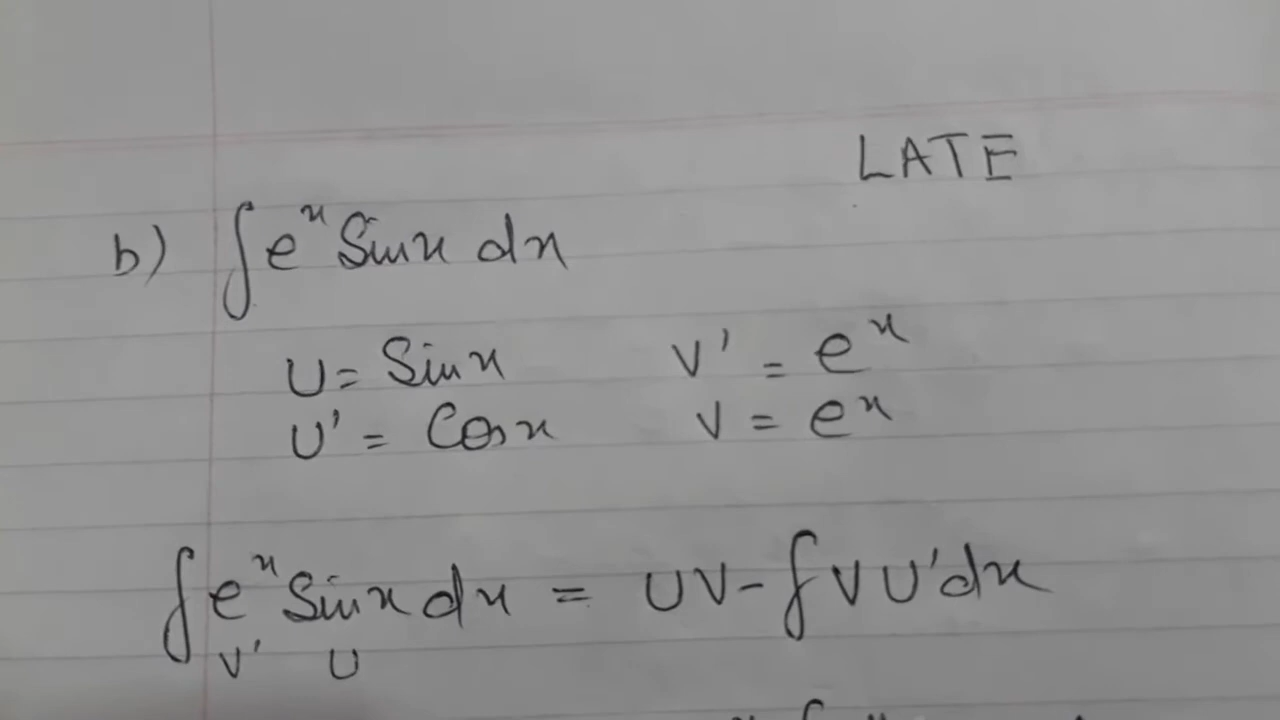 LATE
b) ∫eˣ Sinx dx
U = Sinx V' = eˣ
U' = Cosx V = eˣ
∫eˣ Sinx dx = UV - ∫VU'dx
V' U